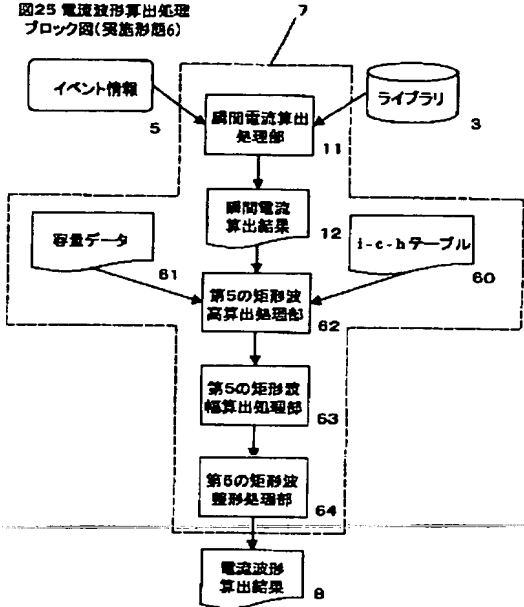 図25 電流波形算出処理
ブロック図(実施形態6)
7
イベント情報
5
ライブラリ
3
瞬間電流算出
処理部
11
瞬間電流
算出結果
12
容量データ
61
i-c-hテーブル
60
第5の矩形波
高算出処理部
62
第5の矩形波
幅算出処理部
63
第5の矩形波
整形処理部
64
電流波形
算出結果
8